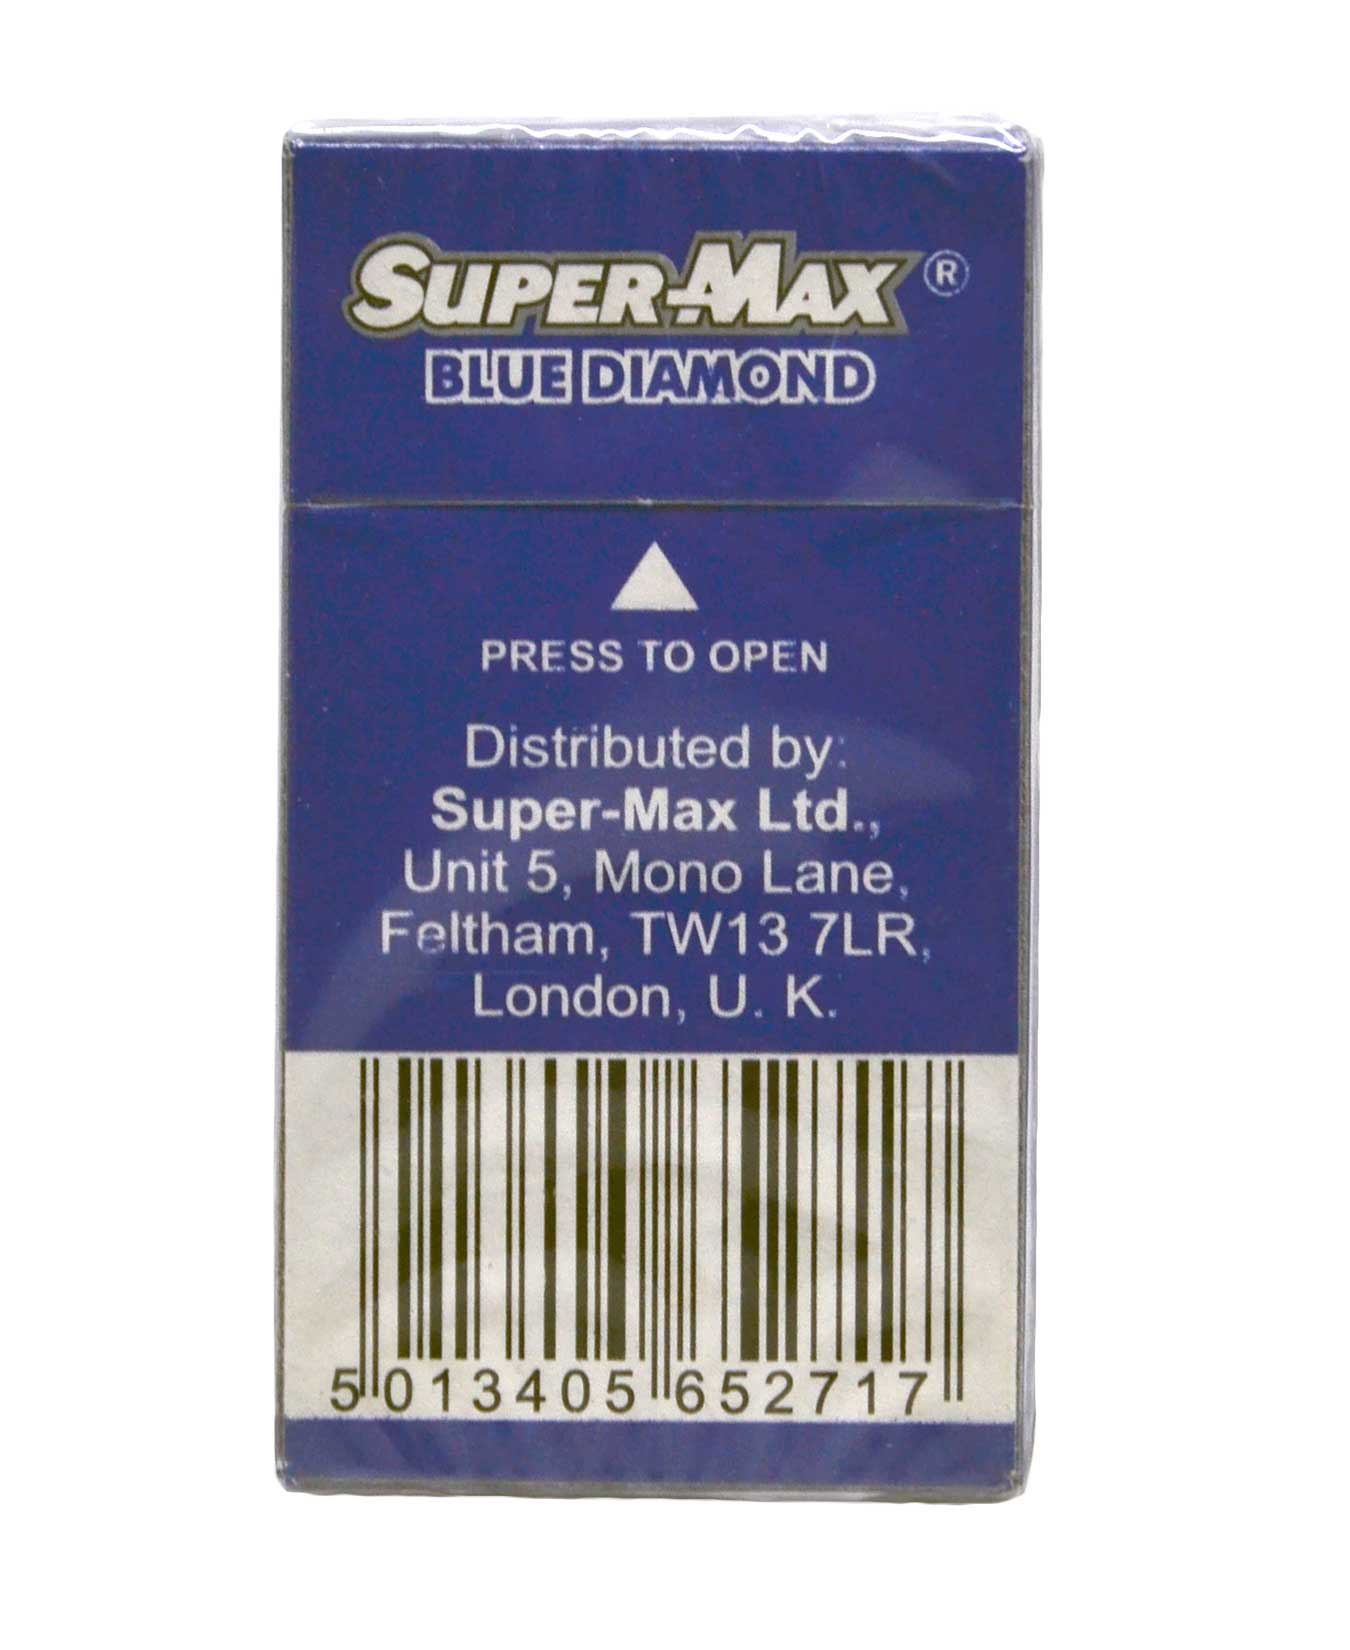 SUPER-MAX ®
BLUE DIAMOND
PRESS TO OPEN
Distributed by:
Super-Max Ltd.,
Unit 5, Mono Lane,
Feltham, TW13 7LR,
London, U. K.
5 013405 652717